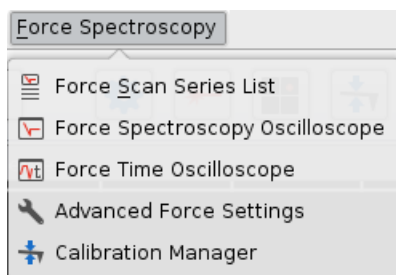 Force Spectroscopy
Force Scan Series List
Force Spectroscopy Oscilloscope
Force Time Oscilloscope
Advanced Force Settings
Calibration Manager